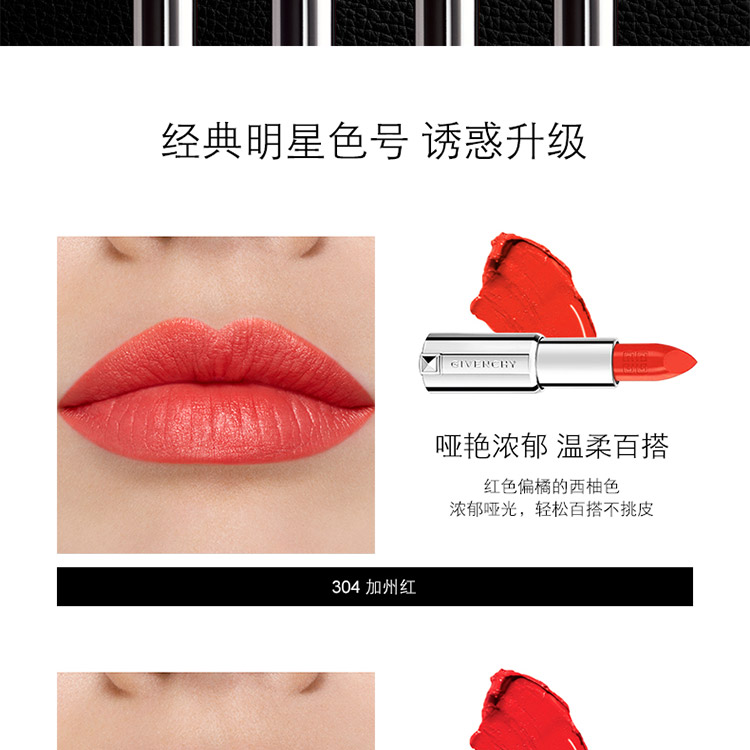 经典明星色号 诱惑升级
GIVENCHY
哑艳浓郁 温柔百搭
红色偏橘的西柚色
浓郁哑光，轻松百搭不挑皮
304 加州红